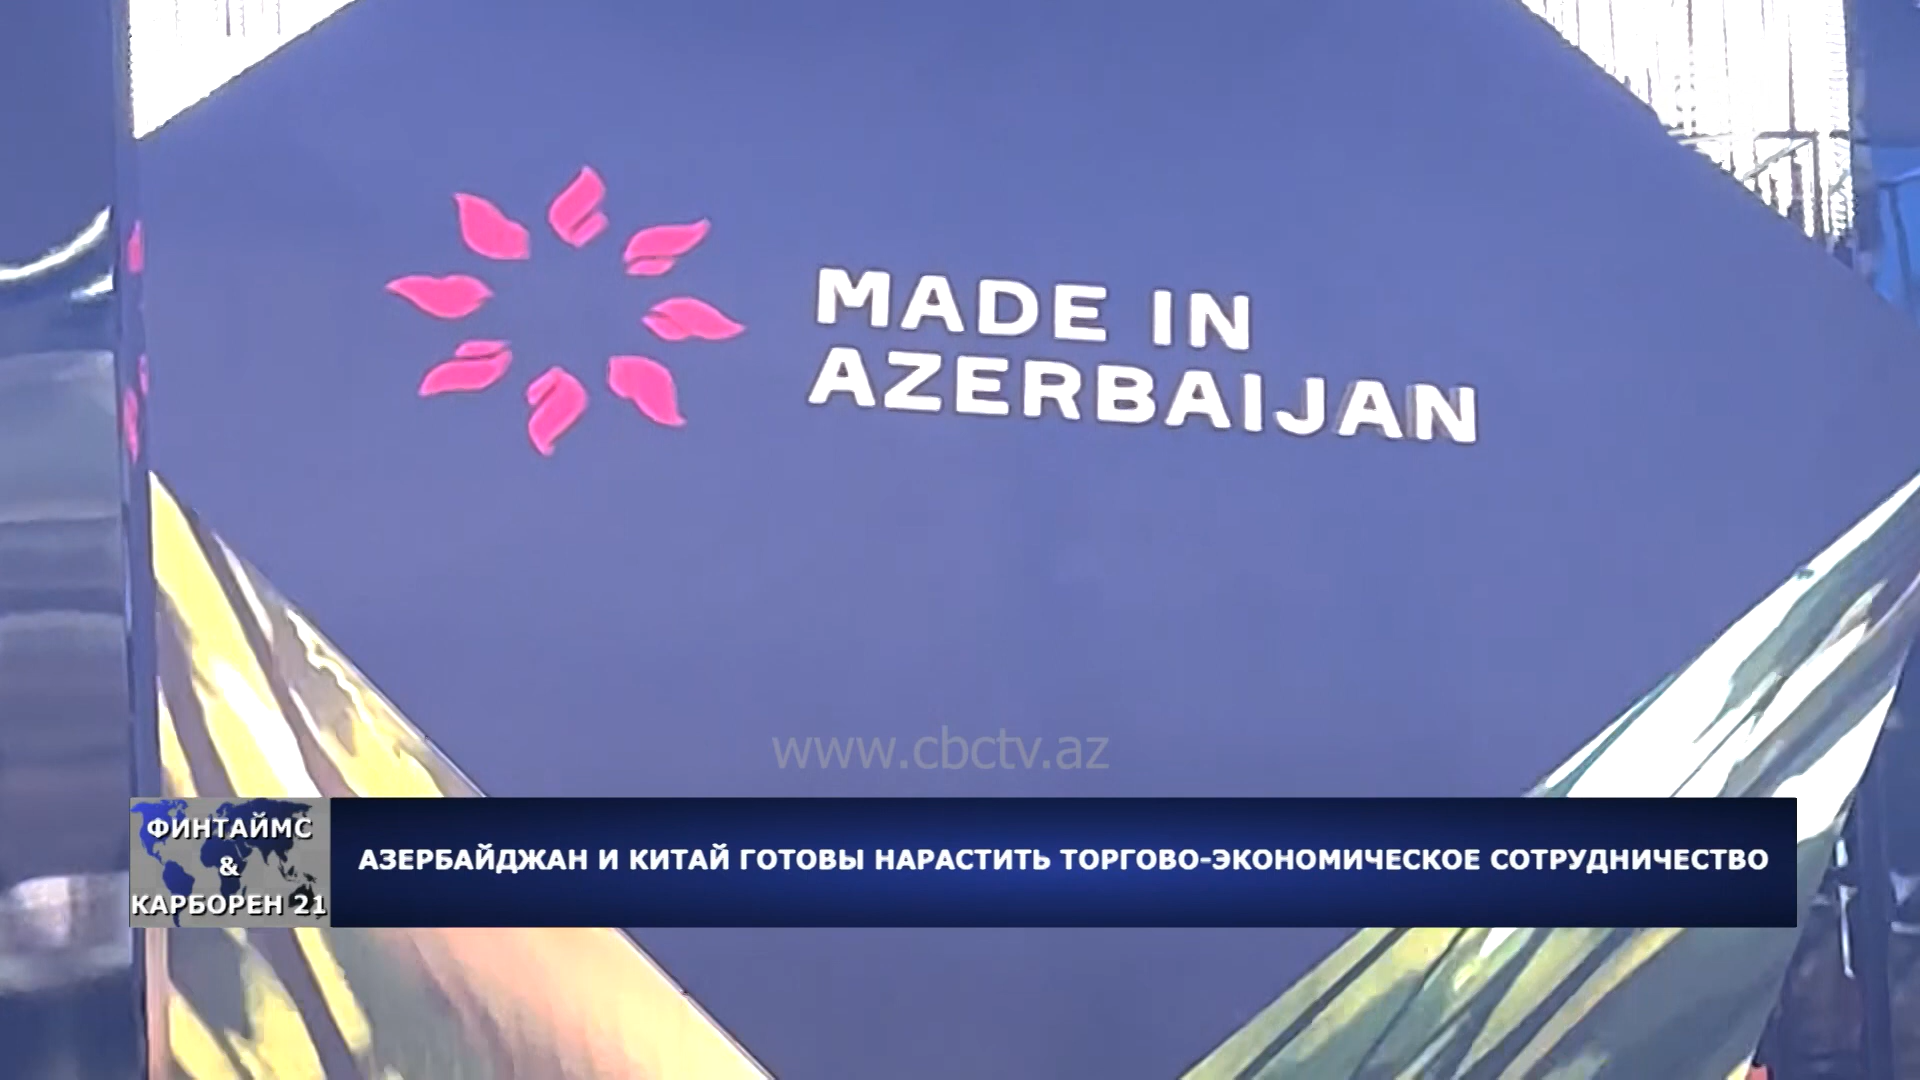 MADE IN
AZERBAIJAN
www.cbctv.az
ФИНТАЙМС
&
КАРБОРЕН 21
АЗЕРБАЙДЖАН И КИТАЙ ГОТОВЫ НАРАСТИТЬ ТОРГОВО-ЭКОНОМИЧЕСКОЕ СОТРУДНИЧЕСТВО